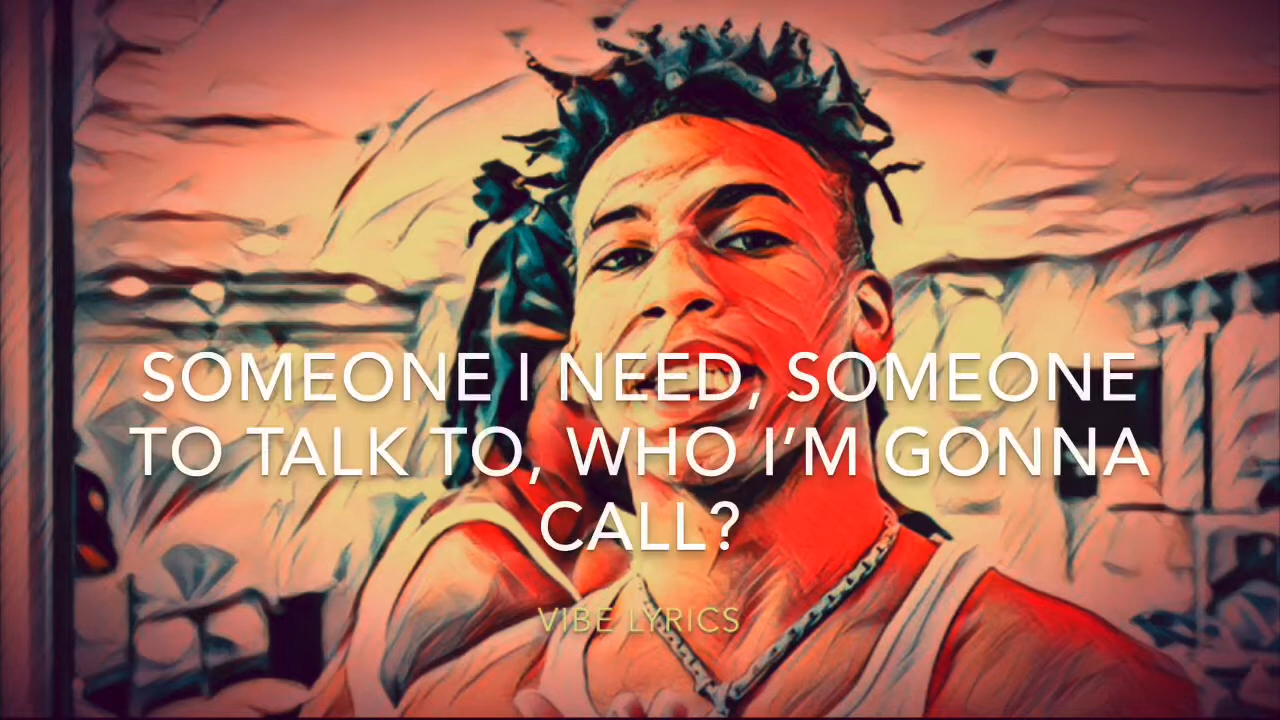 SOMEONE I NEED, SOMEONE
TO TALK TO, WHO I’M GONNA
CALL?
VIBE LYRICS